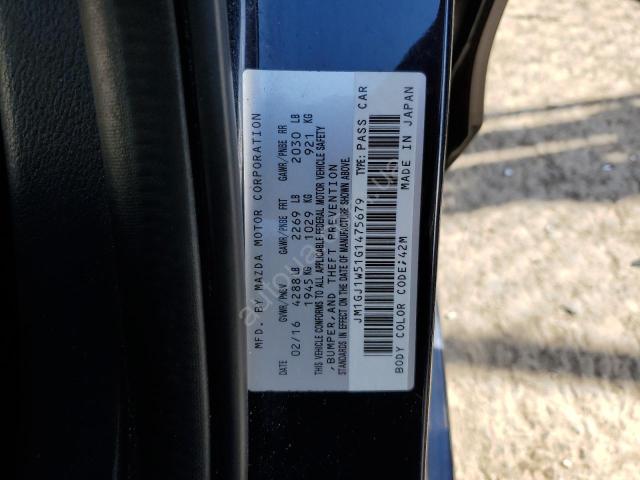 MFD. BY MAZDA MOTOR CORPORATION
DATE GVWR/PNBV GAWR/PNBE FRT GAWR/PNBE RR
02/16 4288 LB 2269 LB 2030 LB
1945 KG 1029 KG 921 KG
THIS VEHICLE CONFORMS TO ALL APPLICABLE FEDERAL MOTOR VEHICLE SAFETY
,BUMPER,AND THEFT PREVENTION
STANDARDS IN EFFECT ON THE DATE OF MANUFACTURE SHOWN ABOVE.
JM1GJ1W51G1475679 TYPE: PASS CAR
BODY COLOR CODE:42M MADE IN JAPAN